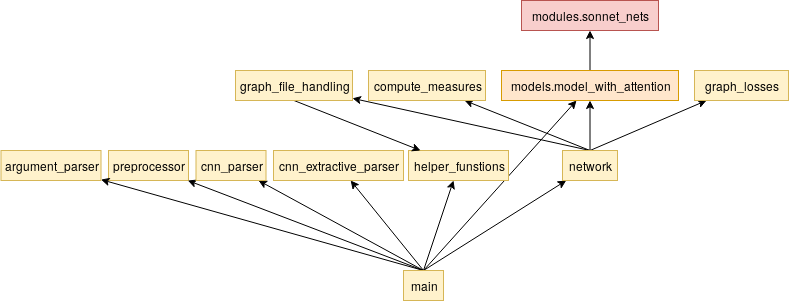 modules.sonnet_nets
graph_file_handling
compute_measures
models.model_with_attention
graph_losses
argument_parser
preprocessor
cnn_parser
cnn_extractive_parser
helper_funstions
network
main